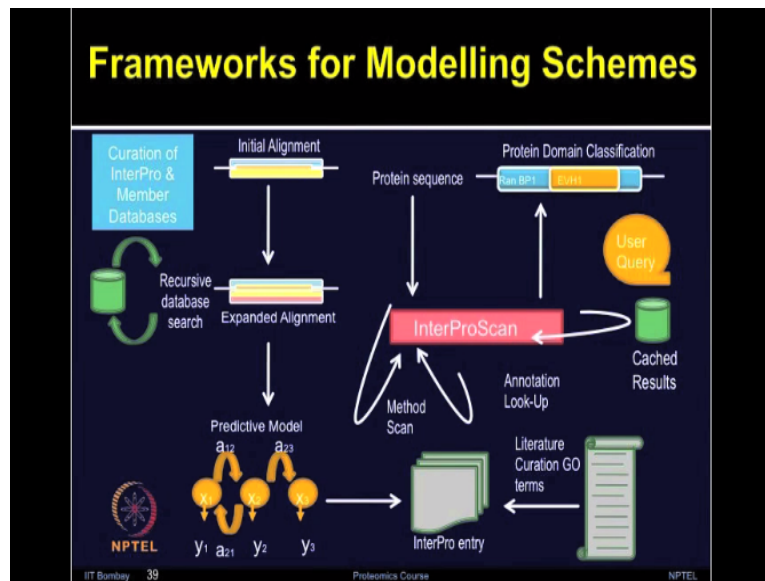 Frameworks for Modelling Schemes
Curation of
InterPro &
Member
Databases
Initial Alignment
Protein sequence
Protein Domain Classification
Ran BP1
EVH1
User
Query
Recursive
database
search
Expanded Alignment
InterProScan
Cached
Results
Annotation
Look-Up
Method
Scan
Predictive Model
a12
a23
X1
X2
X3
y1
a21
y2
y3
Literature
Curation GO
terms
InterPro entry
NPTEL
IIT Bombay
39
Proteomics Course
NPTEL